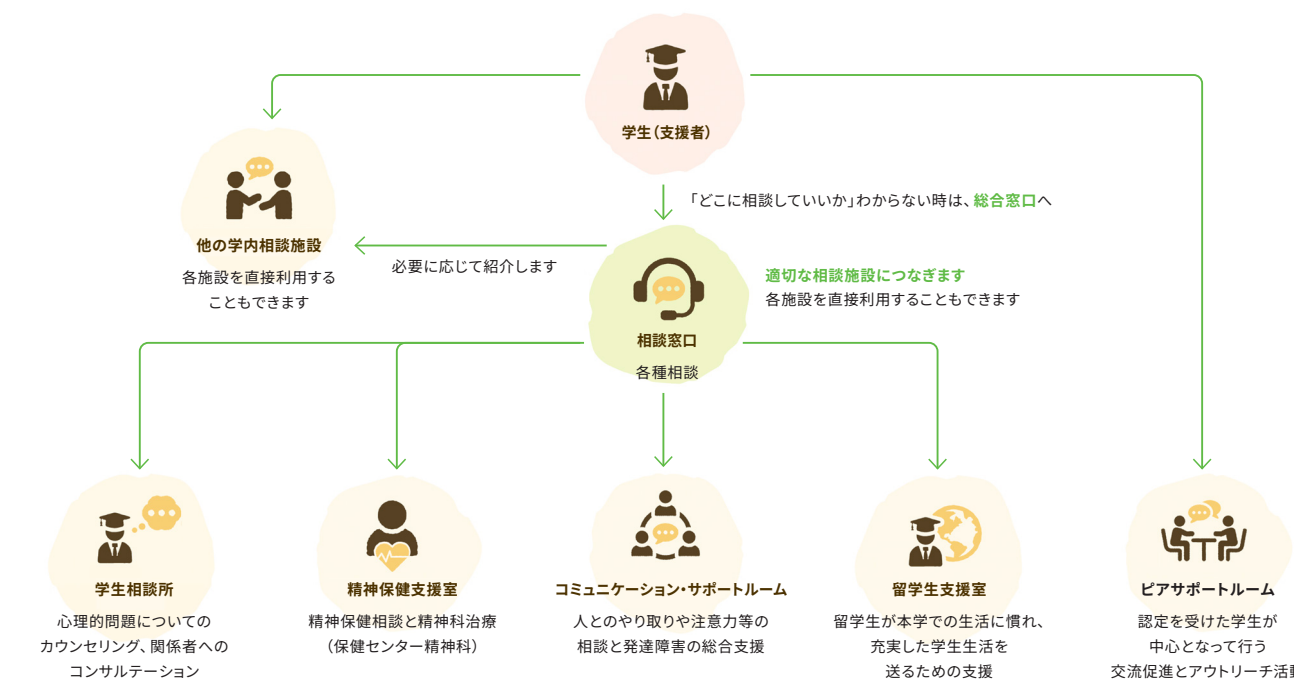 学生（支援者）
「どこに相談していいか」わからない時は、総合窓口へ
他の学内相談施設
各施設を直接利用する
こともできます
必要に応じて紹介します
適切な相談施設につなぎます
各施設を直接利用することもできます
相談窓口
各種相談
学生相談所
心理的問題についての
カウンセリング、関係者への
コンサルテーション
精神保健支援室
精神保健相談と精神科治療
（保健センター精神科）
コミュニケーション・サポートルーム
人とのやり取りや注意力等の
相談と発達障害の総合支援
留学生支援室
留学生が本学での生活に慣れ、
充実した学生生活を
送るための支援
ピアサポートルーム
認定を受けた学生が
中心となって行う
交流促進とアウトリーチ活動